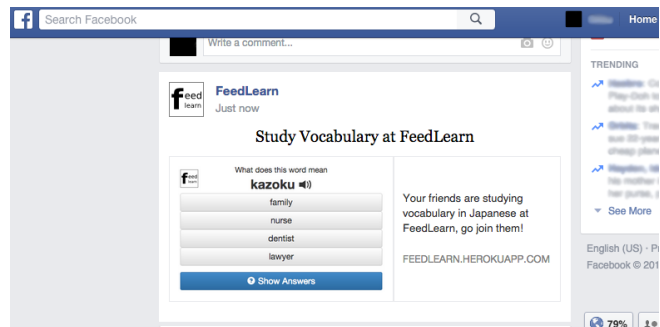 Search Facebook
Home
Write a comment...
TRENDING
feed
learn
FeedLearn
Just now
Study Vocabulary at FeedLearn
feed
learn
What does this word mean
kazoku
family
nurse
dentist
lawyer
Show Answers
Your friends are studying
vocabulary in Japanese at
FeedLearn, go join them!
FEEDLEARN.HEROKUAPP.COM
See More
English (US) ·
Facebook © 201
79%